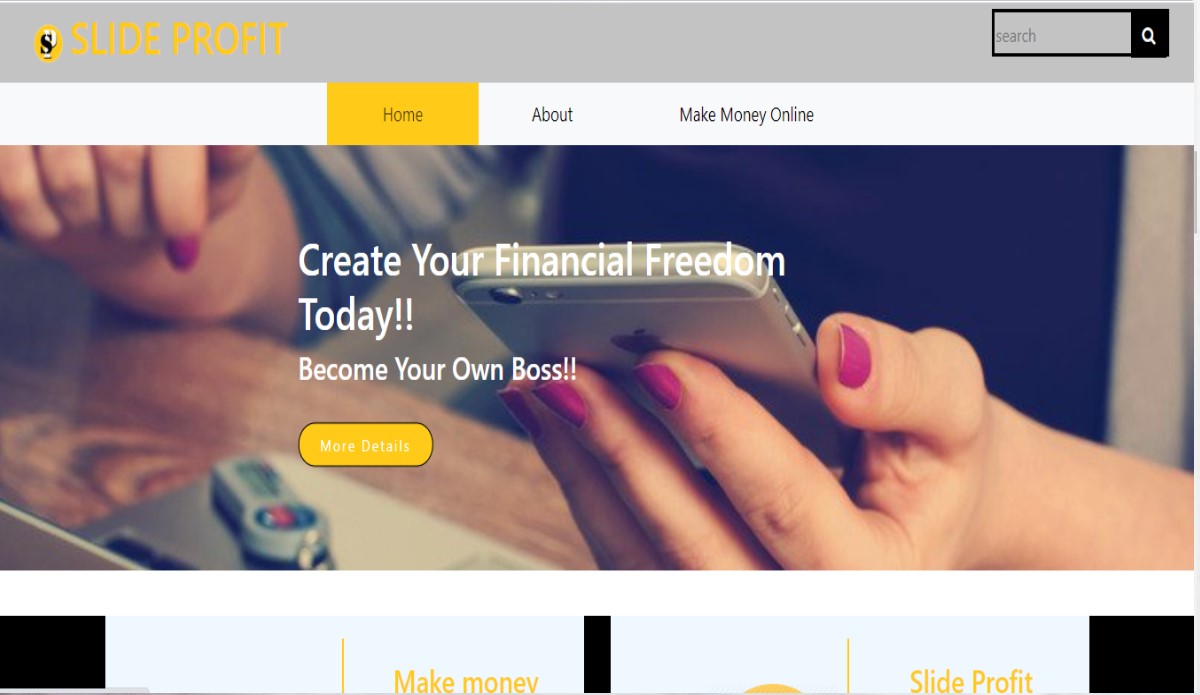 SLIDE PROFIT
search
Home
About
Make Money Online
Create Your Financial Freedom
Today!!
Become Your Own Boss!!
More Details
Make money
Slide Profit